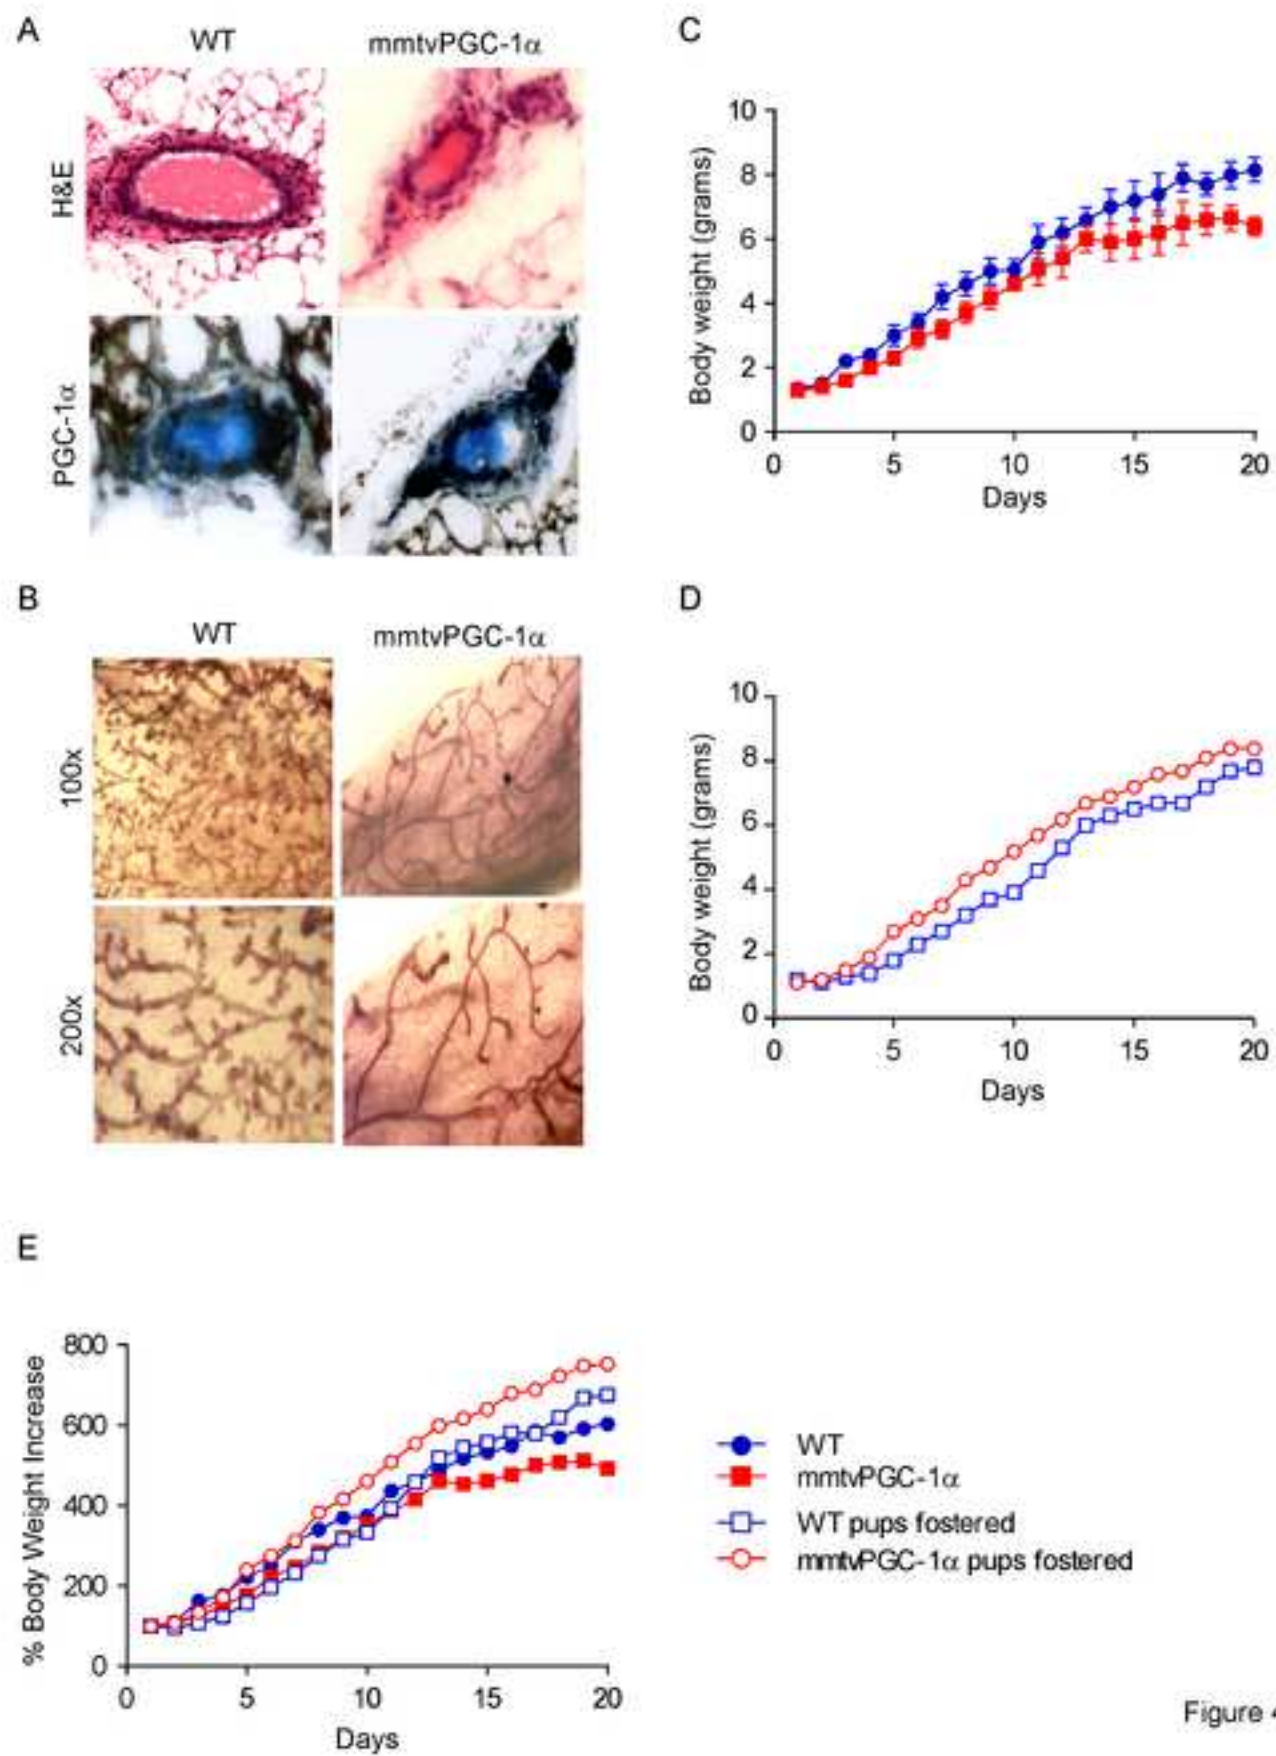 A
WT
mmtvPGC-1α
H&E
PGC-1α
B
WT
mmtvPGC-1α
100x
200x
C
Body weight (grams)
10
8
6
4
2
0
0 5 10 15 20
Days
D
Body weight (grams)
10
8
6
4
2
0
0 5 10 15 20
Days
E
% Body Weight Increase
800
600
400
200
0
0 5 10 15 20
Days
WT
mmtvPGC-1α
WT pups fostered
mmtvPGC-1α pups fostered
Figure 4